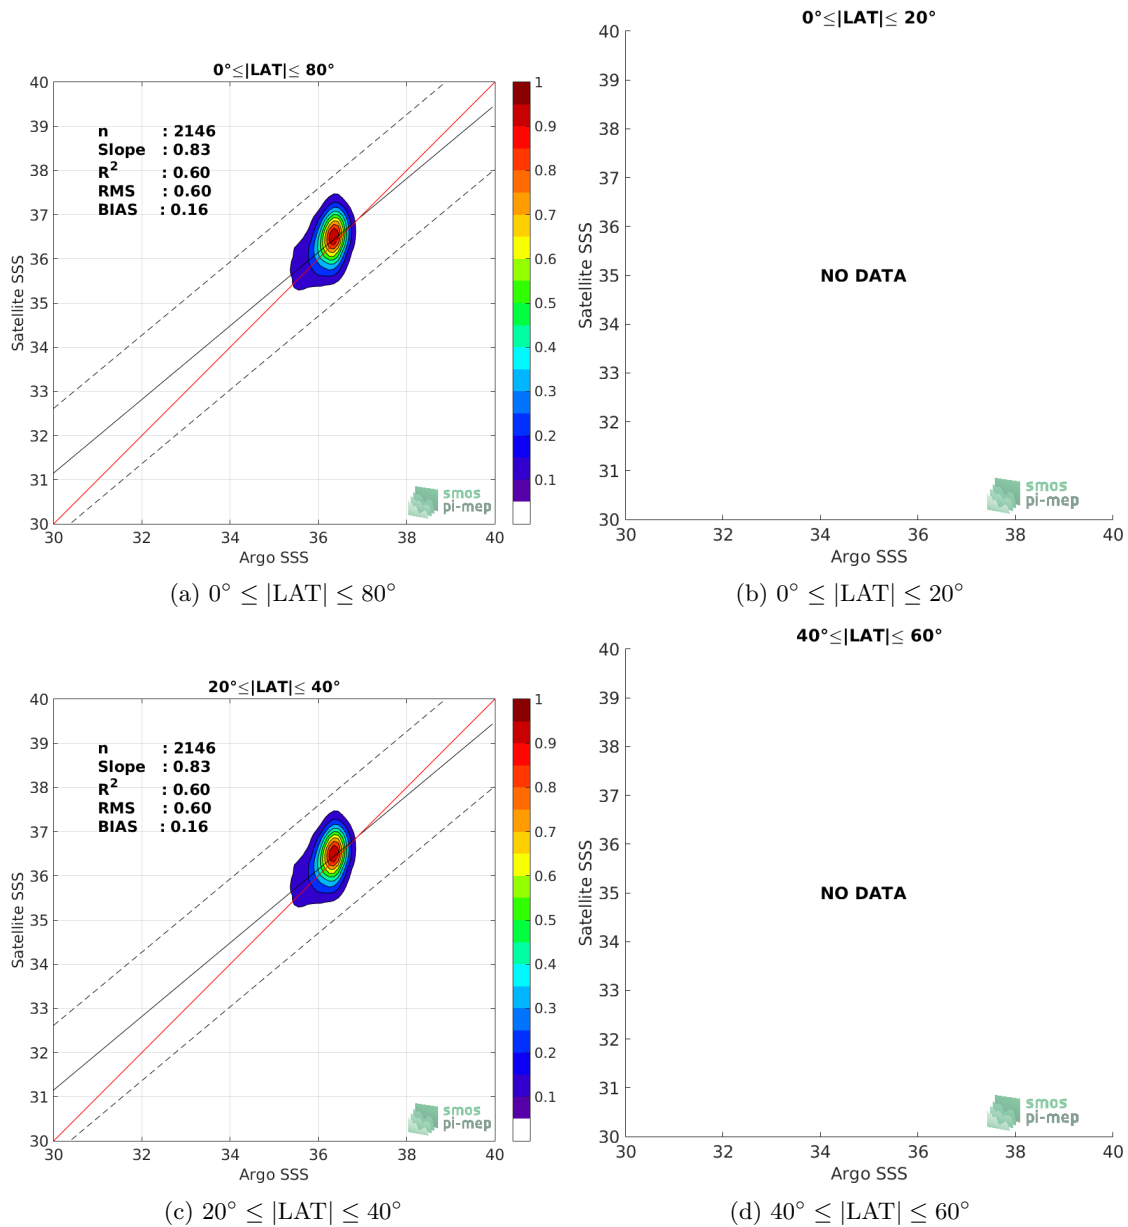 0°≤|LAT|≤ 80°
40
39
38
37
36
35
34
33
32
31
30
Satellite SSS
n : 2146
Slope : 0.83
R² : 0.60
RMS : 0.60
BIAS : 0.16
1
0.9
0.8
0.7
0.6
0.5
0.4
0.3
0.2
0.1
smos
pi-mep
30 32 34 36 38 40
Argo SSS
(a) 0° ≤ |LAT| ≤ 80°
0°≤|LAT|≤ 20°
40
39
38
37
36
35
34
33
32
31
30
Satellite SSS
NO DATA
smos
pi-mep
30 32 34 36 38 40
Argo SSS
(b) 0° ≤ |LAT| ≤ 20°
20°≤|LAT|≤ 40°
40
39
38
37
36
35
34
33
32
31
30
Satellite SSS
n : 2146
Slope : 0.83
R² : 0.60
RMS : 0.60
BIAS : 0.16
1
0.9
0.8
0.7
0.6
0.5
0.4
0.3
0.2
0.1
smos
pi-mep
30 32 34 36 38 40
Argo SSS
(c) 20° ≤ |LAT| ≤ 40°
40°≤|LAT|≤ 60°
40
39
38
37
36
35
34
33
32
31
30
Satellite SSS
NO DATA
smos
pi-mep
30 32 34 36 38 40
Argo SSS
(d) 40° ≤ |LAT| ≤ 60°